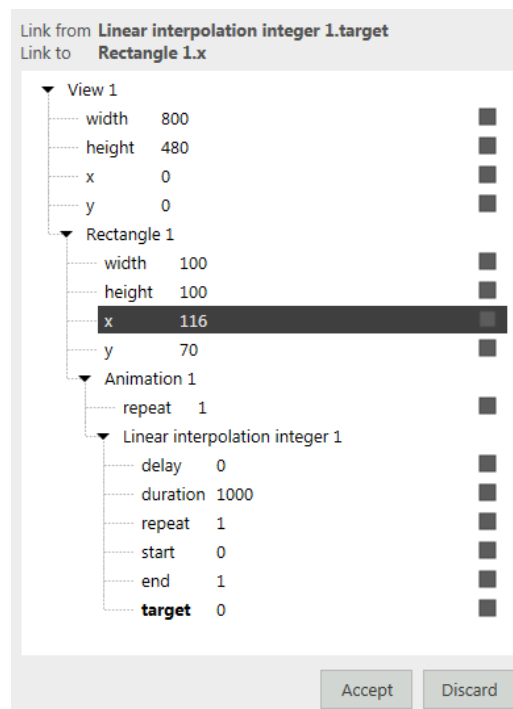 Link from Linear interpolation integer 1.target
Link to Rectangle 1.x
View 1
width 800
height 480
x 0
y 0
Rectangle 1
width 100
height 100
x 116
y 70
Animation 1
repeat 1
Linear interpolation integer 1
delay 0
duration 1000
repeat 1
start 0
end 1
target 0
Accept Discard